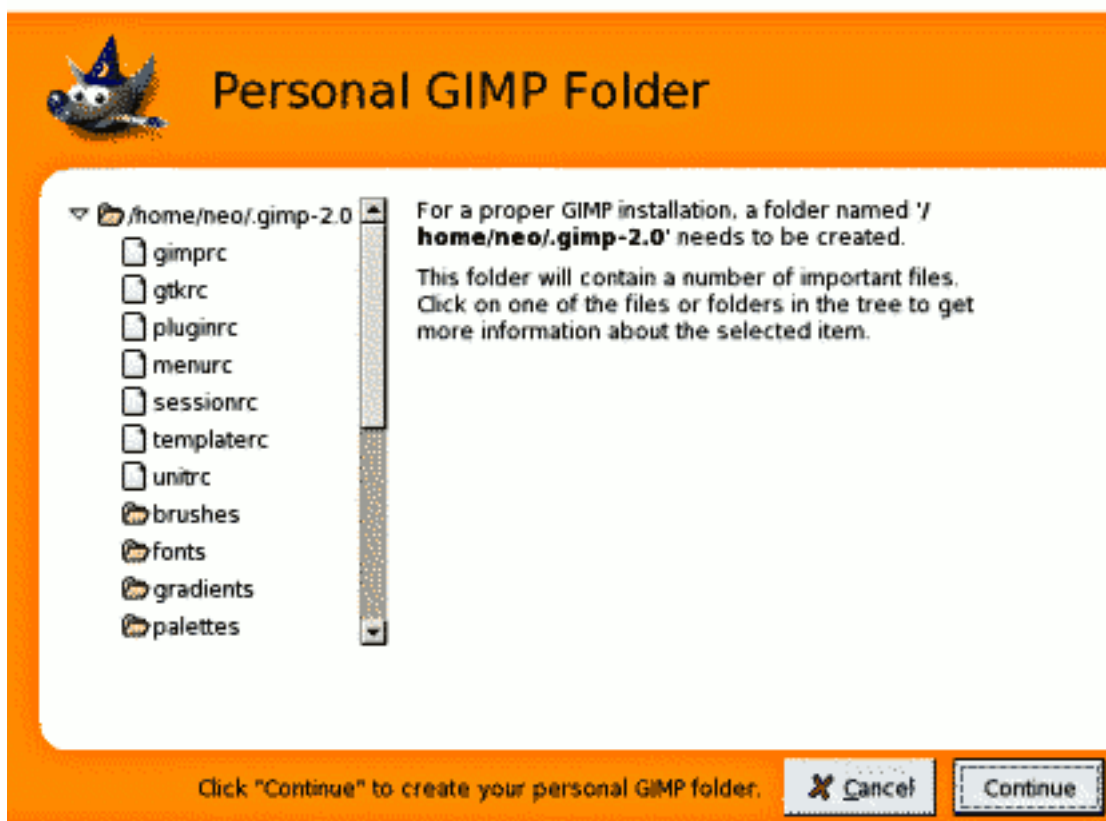 Personal GIMP Folder
/home/neo/.gimp-2.0
gimprc
gtkrc
pluginrc
menurc
sessionrc
templaterc
unitrc
brushes
fonts
gradients
palettes
For a proper GIMP installation, a folder named '/
home/neo/.gimp-2.0' needs to be created.
This folder will contain a number of important files.
Click on one of the files or folders in the tree to get
more information about the selected item.
Click "Continue" to create your personal GIMP folder.
Cancel
Continue